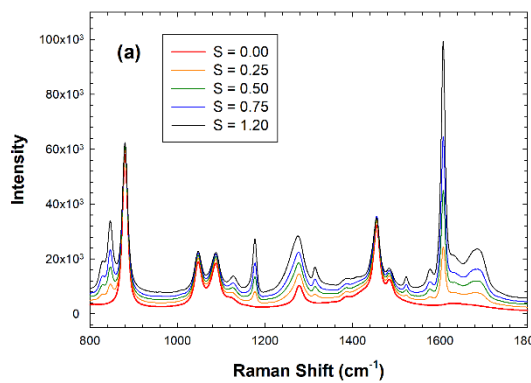 (a)
S = 0.00
S = 0.25
S = 0.50
S = 0.75
S = 1.20
Intensity
100x10³
80x10³
60x10³
40x10³
20x10³
0
800 1000 1200 1400 1600 1800
Raman Shift (cm⁻¹)